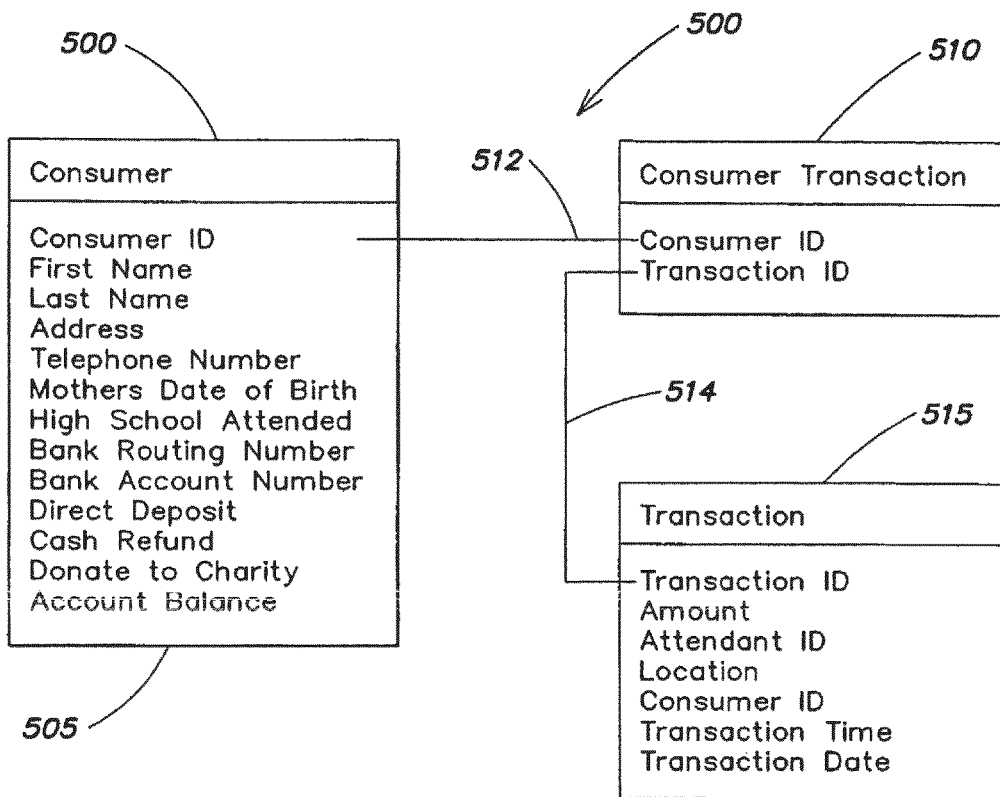 500
500
510
Consumer
512
Consumer Transaction
Consumer ID
First Name
Last Name
Address
Telephone Number
Mothers Date of Birth
High School Attended
Bank Routing Number
Bank Account Number
Direct Deposit
Cash Refund
Donate to Charity
Account Balance
505
Consumer ID
Transaction ID
514
515
Transaction
Transaction ID
Amount
Attendant ID
Location
Consumer ID
Transaction Time
Transaction Date